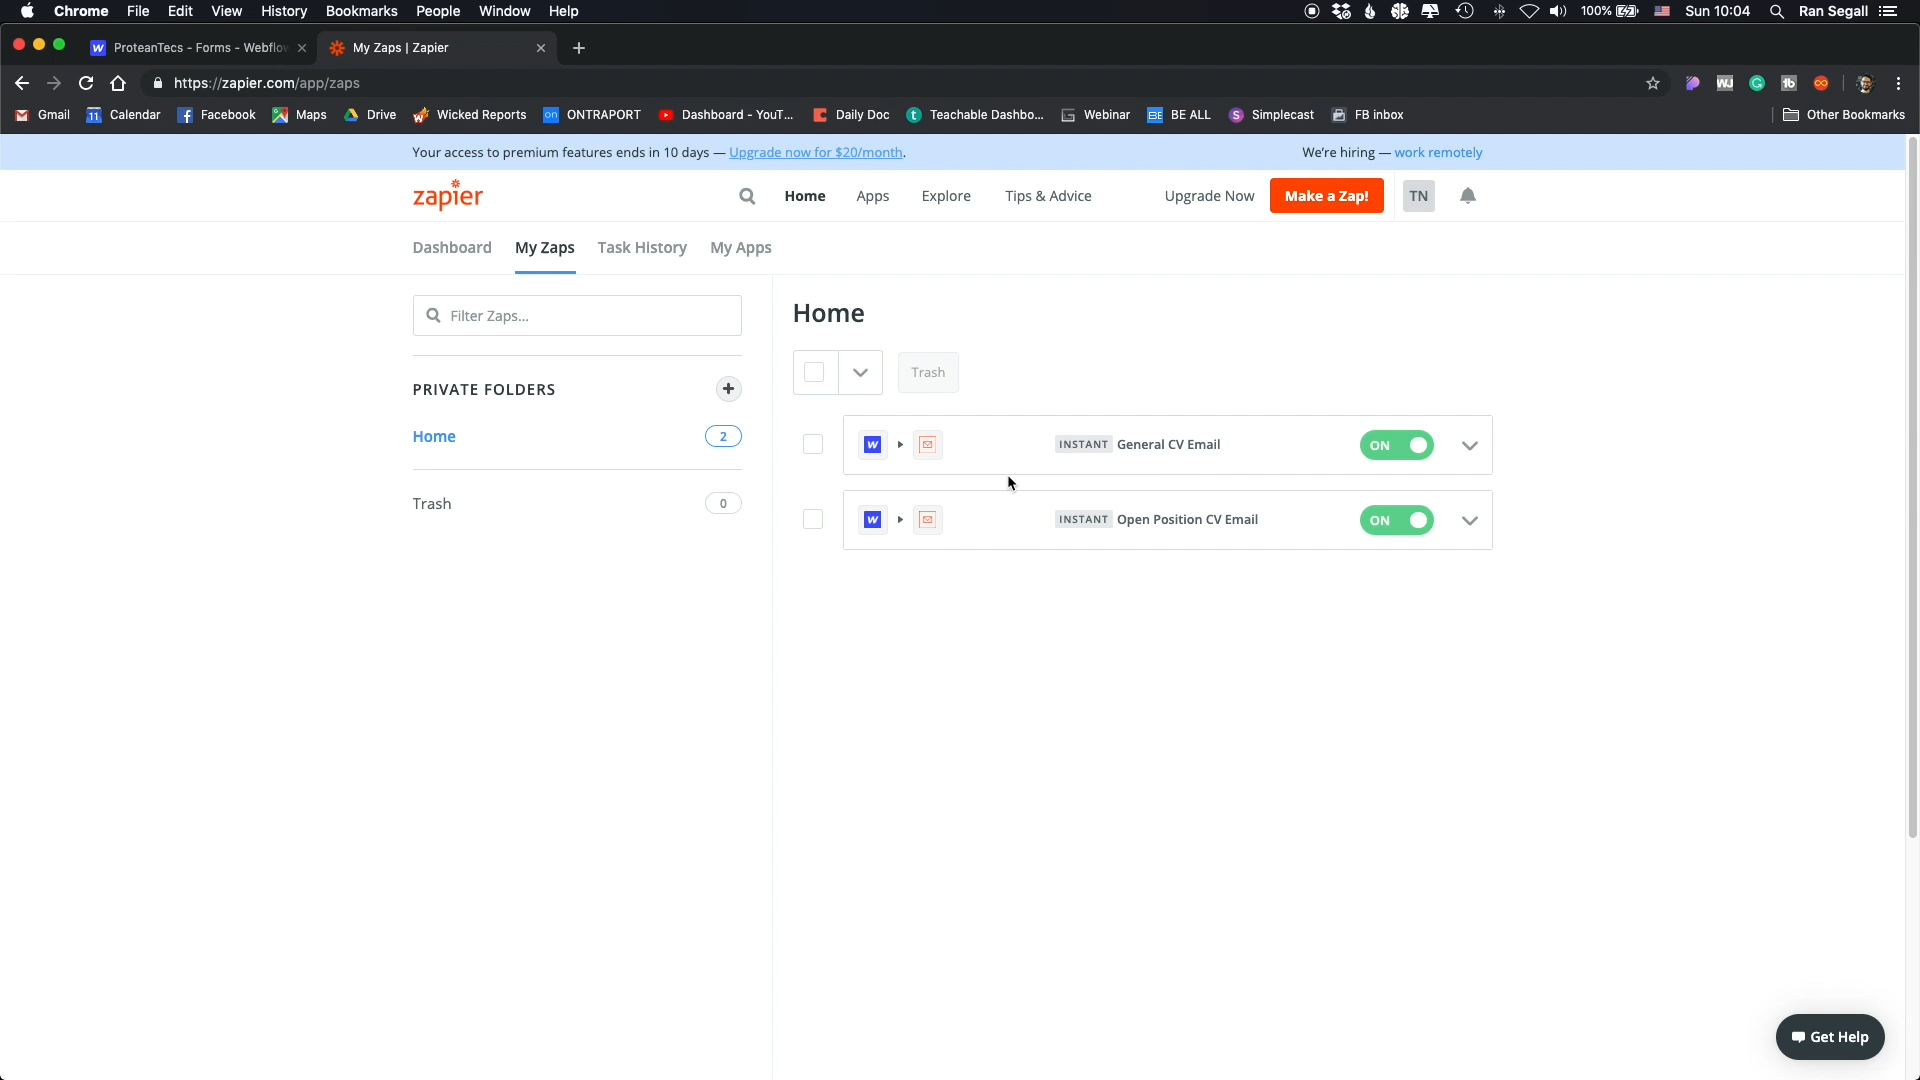 Chrome File Edit View History Bookmarks People Window Help 100% Sun 10:04 Ran Segall
ProteanTecs - Forms - Webflow My Zaps | Zapier
https://zapier.com/app/zaps
Gmail Calendar Facebook Maps Drive Wicked Reports ONTRAPORT Dashboard - YouT... Daily Doc Teachable Dashbo... Webinar BE ALL Simplecast FB inbox Other Bookmarks
Your access to premium features ends in 10 days — Upgrade now for $20/month. We're hiring — work remotely
zapier Home Apps Explore Tips & Advice Upgrade Now Make a Zap! TN
Dashboard My Zaps Task History My Apps
Filter Zaps...
PRIVATE FOLDERS
Home 2
Trash 0
Home
Trash
INSTANT General CV Email ON
INSTANT Open Position CV Email ON
Get Help